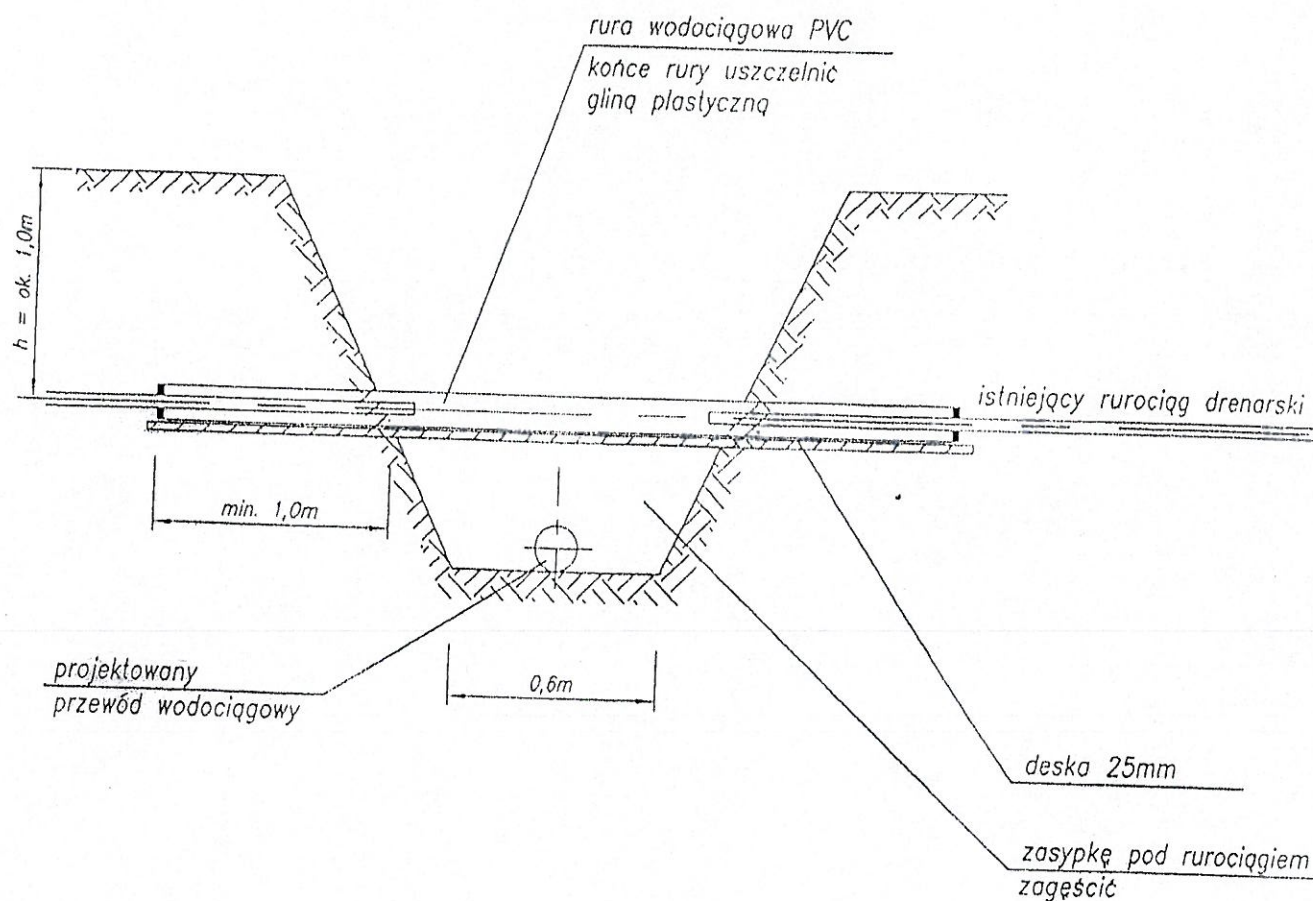 rura wodociągowa PVC
końce rury uszczelnić
gliną plastyczną
h = ok. 1,0m
istniejący rurociąg drenarski
min. 1,0m
projektowany
przewód wodociągowy
0,6m
deska 25mm
zasypkę pod rurociągiem
zagęścić